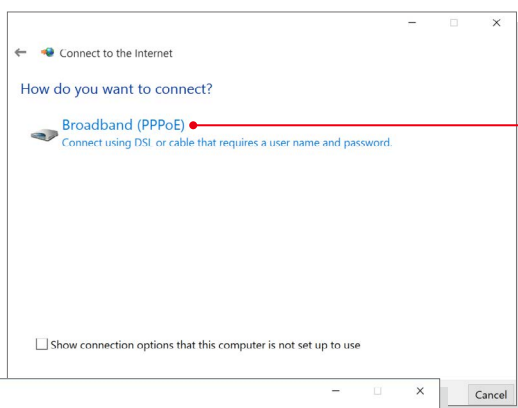 Connect to the Internet
How do you want to connect?
Broadband (PPPoE)
Connect using DSL or cable that requires a user name and password.
Show connection options that this computer is not set up to use
Cancel